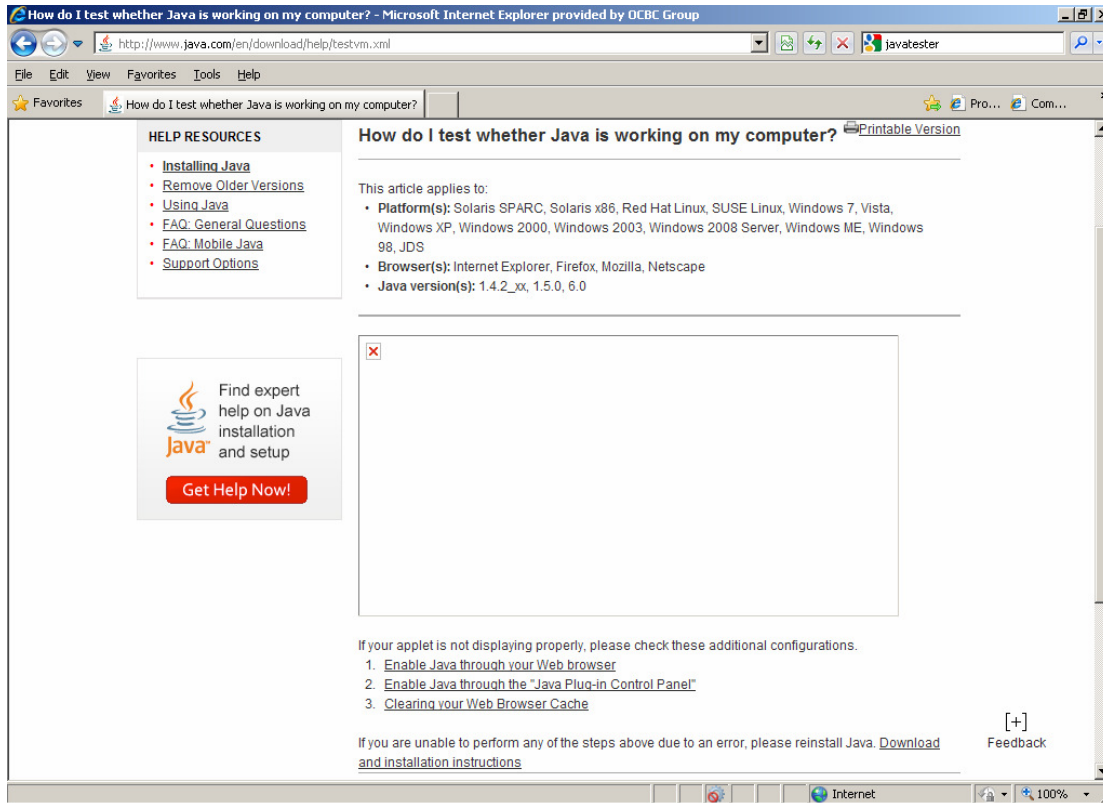 How do I test whether Java is working on my computer? - Microsoft Internet Explorer provided by OCBC Group
http://www.java.com/en/download/help/testvm.xml
javatester
File Edit View Favorites Tools Help
Favorites
How do I test whether Java is working on my computer?
Pro... Com...
HELP RESOURCES
Installing Java
Remove Older Versions
Using Java
FAQ: General Questions
FAQ: Mobile Java
Support Options
Find expert
help on Java
installation
and setup
Java™
Get Help Now!
How do I test whether Java is working on my computer?
Printable Version
This article applies to:
• Platform(s): Solaris SPARC, Solaris x86, Red Hat Linux, SUSE Linux, Windows 7, Vista,
Windows XP, Windows 2000, Windows 2003, Windows 2008 Server, Windows ME, Windows
98, JDS
• Browser(s): Internet Explorer, Firefox, Mozilla, Netscape
• Java version(s): 1.4.2_xx, 1.5.0, 6.0
If your applet is not displaying properly, please check these additional configurations.
1. Enable Java through your Web browser
2. Enable Java through the "Java Plug-in Control Panel"
3. Clearing your Web Browser Cache
If you are unable to perform any of the steps above due to an error, please reinstall Java. Download
and installation instructions
[+]
Feedback
Internet
100%